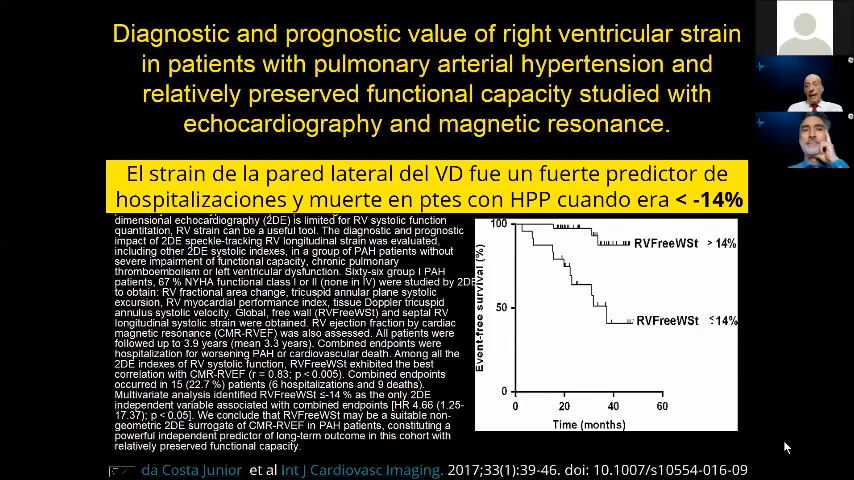 Diagnostic and prognostic value of right ventricular strain
in patients with pulmonary arterial hypertension and
relatively preserved functional capacity studied with
echocardiography and magnetic resonance.
El strain de la pared lateral del VD fue un fuerte predictor de
hospitalizaciones y muerte en ptes con HPP cuando era < -14%
dimensional echocardiography (2DE) is limited for RV systolic function
quantitation, RV strain can be a useful tool. The diagnostic and prognostic
impact of 2DE speckle-tracking RV longitudinal strain was evaluated,
including other 2DE systolic indexes, in a group of PAH patients without
severe impairment of functional capacity, chronic pulmonary
thromboembolism or left ventricular dysfunction. Sixty-six group I PAH
patients, 67 % NYHA functional class I or II (none in IV) were studied by 2DE
to obtain: RV fractional area change, tricuspid annular plane systolic
excursion, RV myocardial performance index, tissue Doppler tricuspid
annulus systolic velocity. Global, free wall (RVFreeWSt) and septal RV
longitudinal systolic strain were obtained. RV ejection fraction by cardiac
magnetic resonance (CMR-RVEF) was also assessed. All patients were
followed up to 3.9 years (mean 3.3 years). Combined endpoints were
hospitalization for worsening PAH or cardiovascular death. Among all the
2DE indexes of RV systolic function, RVFreeWSt exhibited the best
correlation with CMR-RVEF (r = 0.83; p < 0.005). Combined endpoints
occurred in 15 (22.7 %) patients (6 hospitalizations and 9 deaths).
Multivariate analysis identified RVFreeWSt ≤-14 % as the only 2DE
independent variable associated with combined endpoints [HR 4.66 (1.25-
17.37); p < 0.05]. We conclude that RVFreeWSt may be a suitable non-
geometric 2DE surrogate of CMR-RVEF in PAH patients, constituting a
powerful independent predictor of long-term outcome in this cohort with
relatively preserved functional capacity.
Event-free survival (%)
100
50
0
RVFreeWSt > 14%
RVFreeWSt ≤14%
0 20 40 60
Time (months)
da Costa Junior et al Int J Cardiovasc Imaging. 2017;33(1):39-46. doi: 10.1007/s10554-016-09